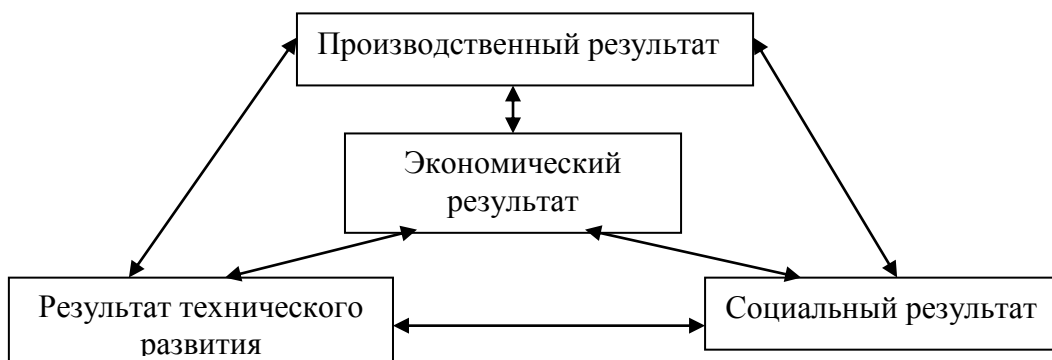 Производственный результат
Экономический
результат
Результат технического
развития
Социальный результат